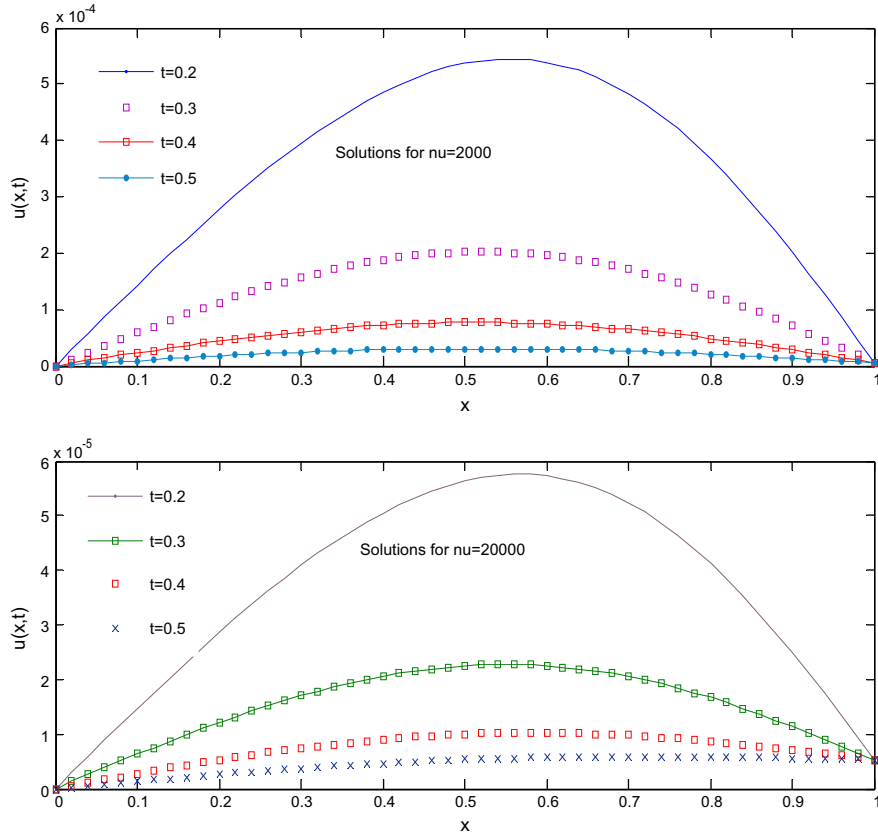 x 10^-4
6
5
4
3
2
1
0
u(x,t)
t=0.2
t=0.3
t=0.4
t=0.5
Solutions for nu=2000
0 0.1 0.2 0.3 0.4 0.5 0.6 0.7 0.8 0.9 1
x
x 10^-5
6
5
4
3
2
1
0
u(x,t)
t=0.2
t=0.3
t=0.4
t=0.5
Solutions for nu=20000
0 0.1 0.2 0.3 0.4 0.5 0.6 0.7 0.8 0.9 1
x